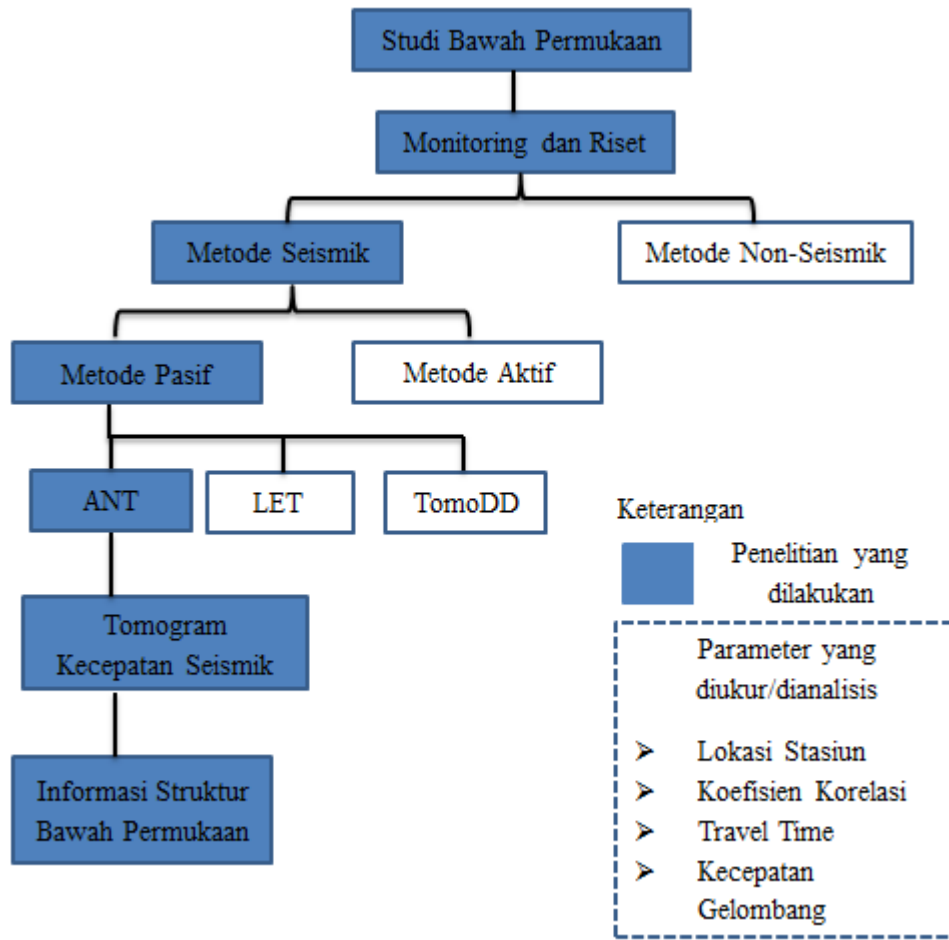 Studi Bawah Permukaan
Monitoring dan Riset
Metode Seismik
Metode Non-Seismik
Metode Pasif
Metode Aktif
ANT
LET
TomoDD
Tomogram
Kecepatan Seismik
Informasi Struktur
Bawah Permukaan
Keterangan
Penelitian yang
dilakukan
Parameter yang
diukur/dianalisis
➢ Lokasi Stasiun
➢ Koefisien Korelasi
➢ Travel Time
➢ Kecepatan
Gelombang